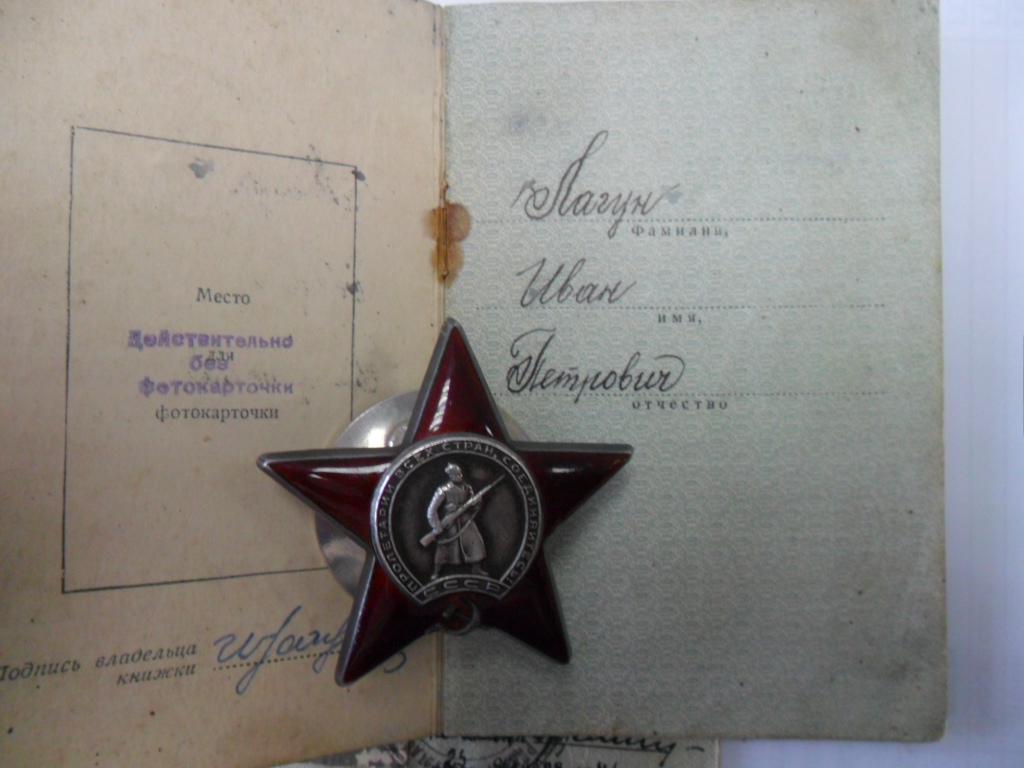 Место
Действительно
для
без
фотокарточки
фотокарточки
Подпись владельца
книжки
Лагун
Фамилия,
Иван
имя,
Петрович
отчество
ПРОЛЕТАРИИ ВСЕХ СТРАН, СОЕДИНЯЙТЕСЬ!
СССР